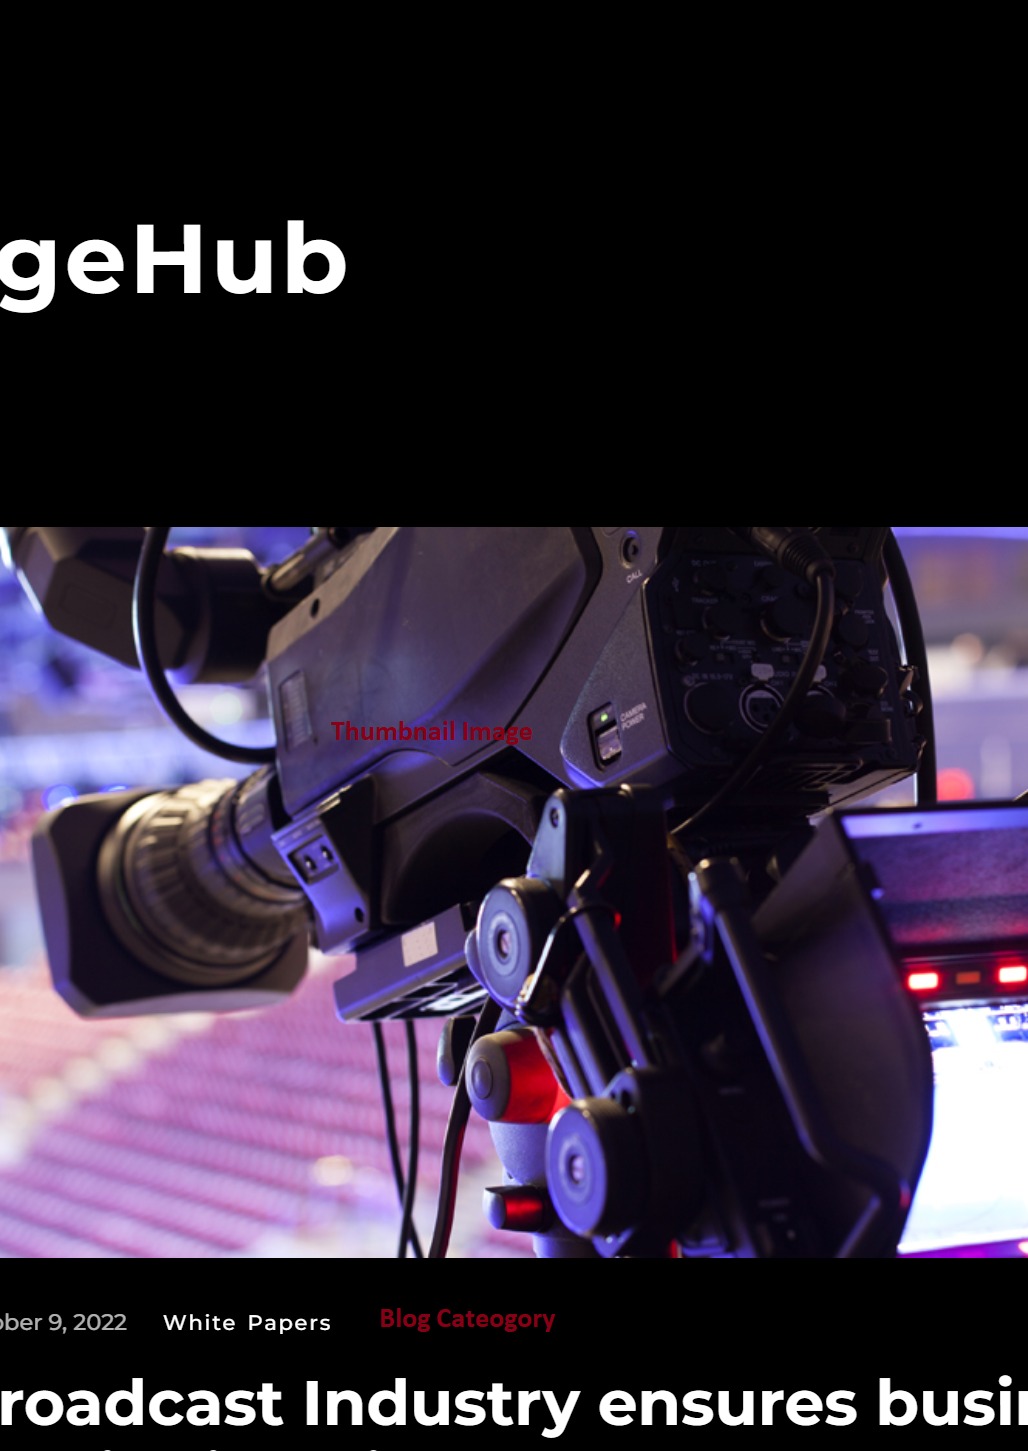 geHub
CALL
CAMERA
POWER
Thumbnail Image
ber 9, 2022 White Papers Blog Cateogory
roadcast Industry ensures busi